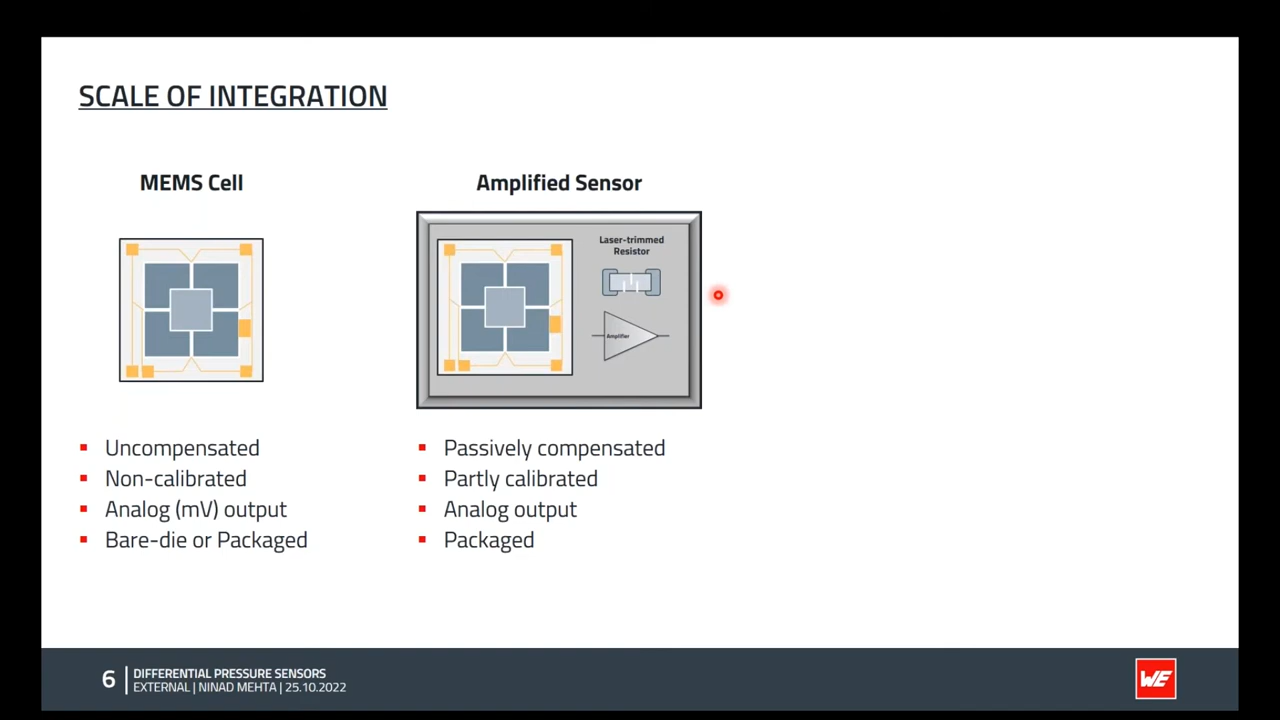 SCALE OF INTEGRATION
MEMS Cell
Amplified Sensor
Laser-trimmed
Resistor
Amplifier
Uncompensated
Non-calibrated
Analog (mV) output
Bare-die or Packaged
Passively compensated
Partly calibrated
Analog output
Packaged
6
DIFFERENTIAL PRESSURE SENSORS
EXTERNAL | NINAD MEHTA | 25.10.2022
WE